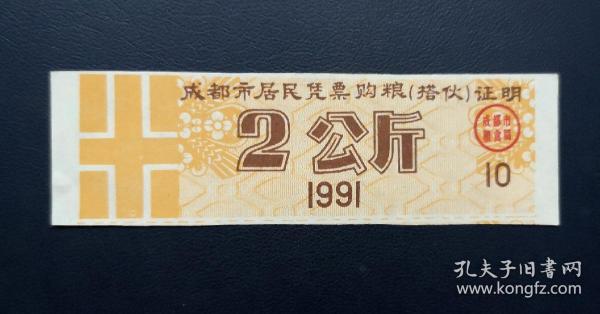 成都市居民凭票购粮(搭伙)证明
2公斤
成都市
粮食局
1991
10
孔夫子旧书网
www.kongfz.com